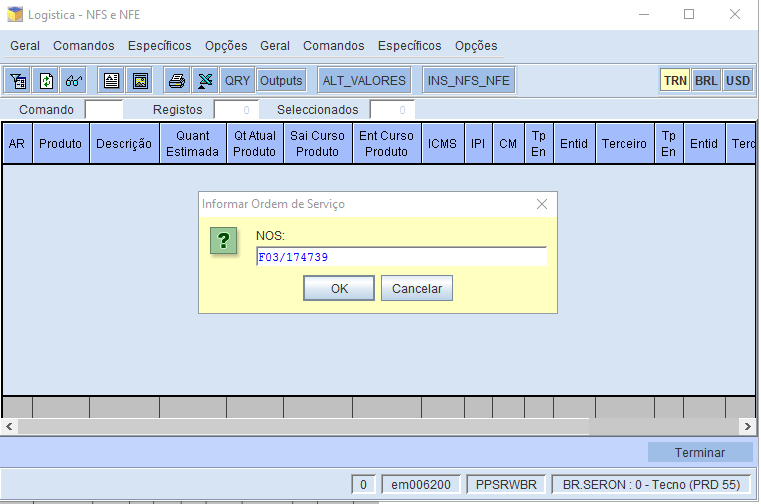 Logistica - NFS e NFE
Geral Comandos Específicos Opções Geral Comandos Específicos Opções
QRY Outputs ALT_VALORES INS_NFS_NFE TRN BRL USD
Comando Registos 0 Seleccionados 0
AR Produto Descrição Quant Estimada Qt Atual Produto Sai Curso Produto Ent Curso Produto ICMS IPI CM Tp En Entid Terceiro Tp En Entid Terc
Informar Ordem de Serviço
?
NOS:
F03/174739
OK Cancelar
Terminar
0 em006200 PPSRWBR BR.SERON : 0 - Tecno (PRD 55)